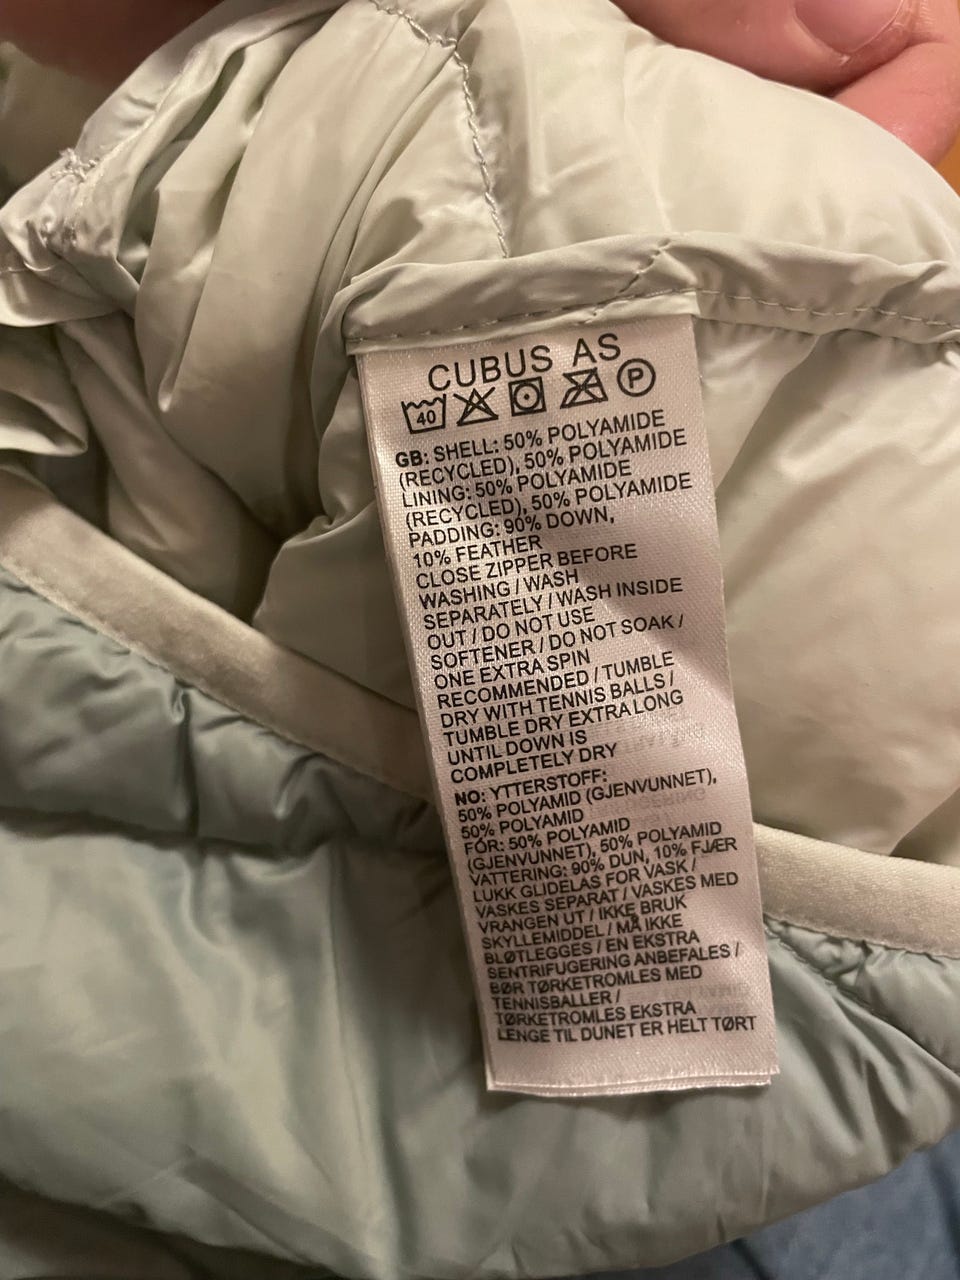 CUBUS AS
40 P
GB: SHELL: 50% POLYAMIDE
(RECYCLED), 50% POLYAMIDE
LINING: 50% POLYAMIDE
(RECYCLED), 50% POLYAMIDE
PADDING: 90% DOWN,
10% FEATHER
CLOSE ZIPPER BEFORE
WASHING / WASH
SEPARATELY / WASH INSIDE
OUT / DO NOT USE
SOFTENER / DO NOT SOAK /
ONE EXTRA SPIN
RECOMMENDED / TUMBLE
DRY WITH TENNIS BALLS /
TUMBLE DRY EXTRA LONG
UNTIL DOWN IS
COMPLETELY DRY
NO: YTTERSTOFF:
50% POLYAMID (GJENVUNNET),
50% POLYAMID
FÓR: 50% POLYAMID
(GJENVUNNET), 50% POLYAMID
VATTERING: 90% DUN, 10% FJÆR
LUKK GLIDELAS FOR VASK /
VASKES SEPARAT / VASKES MED
VRANGEN UT / IKKE BRUK
SKYLLEMIDDEL / MÅ IKKE
BLØTLEGGES / EN EKSTRA
SENTRIFUGERING ANBEFALES /
BØR TØRKETROMLES MED
TENNISBALLER /
TØRKETROMLES EKSTRA
LENGE TIL DUNET ER HELT TØRT